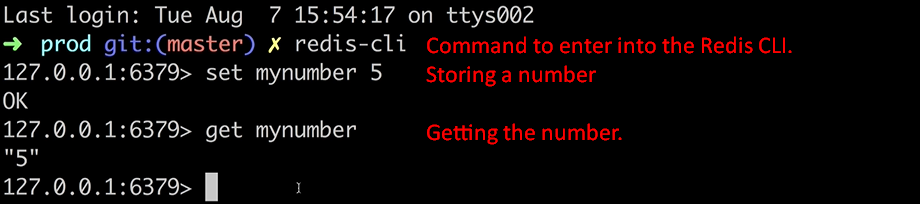 Last login: Tue Aug  7 15:54:17 on ttys002
➜  prod git:(master) ✗ redis-cli Command to enter into the Redis CLI.
127.0.0.1:6379> set mynumber 5 Storing a number
OK
127.0.0.1:6379> get mynumber Getting the number.
"5"
127.0.0.1:6379>